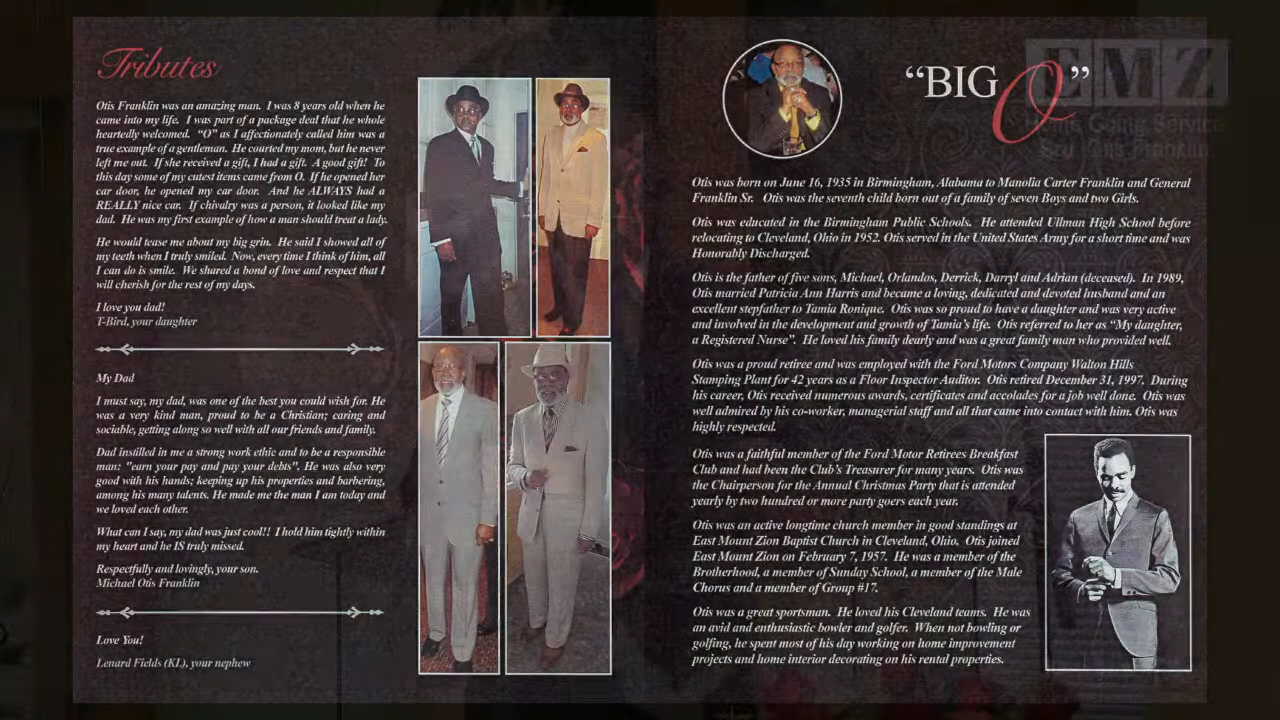 Tributes
Otis Franklin was an amazing man. I was 8 years old when he
came into my life. I was part of a package deal that he whole
heartedly welcomed. "O" as I affectionately called him was a
true example of a gentleman. He courted my mom, but he never
left me out. If she received a gift, I had a gift. A good gift! To
this day some of my cutest items came from O. If he opened her
car door, he opened my car door. And he ALWAYS had a
REALLY nice car. If chivalry was a person, it looked like my
dad. He was my first example of how a man should treat a lady.
He would tease me about my big grin. He said I showed all of
my teeth when I truly smiled. Now, every time I think of him, all
I can do is smile. We shared a bond of love and respect that I
will cherish for the rest of my days.
I love you dad!
T-Bird, your daughter
My Dad
I must say, my dad, was one of the best you could wish for. He
was a very kind man, proud to be a Christian; caring and
sociable, getting along so well with all our friends and family.
Dad instilled in me a strong work ethic and to be a responsible
man: "earn your pay and pay your debts". He was also very
good with his hands; keeping up his properties and barbering,
among his many talents. He made me the man I am today and
we loved each other.
What can I say, my dad was just cool!! I hold him tightly within
my heart and he IS truly missed.
Respectfully and lovingly, your son.
Michael Otis Franklin
Love You!
Lenard Fields (KL), your nephew
"BIG O"
EMZ
Home Going Service
Bro. Otis Franklin
Otis was born on June 16, 1935 in Birmingham, Alabama to Manolia Carter Franklin and General
Franklin Sr. Otis was the seventh child born out of a family of seven Boys and two Girls.
Otis was educated in the Birmingham Public Schools. He attended Ullman High School before
relocating to Cleveland, Ohio in 1952. Otis served in the United States Army for a short time and was
Honorably Discharged.
Otis is the father of five sons, Michael, Orlandos, Derrick, Darryl and Adrian (deceased). In 1989,
Otis married Patricia Ann Harris and became a loving, dedicated and devoted husband and an
excellent stepfather to Tamia Ronique. Otis was so proud to have a daughter and was very active
and involved in the development and growth of Tamia's life. Otis referred to her as "My daughter,
a Registered Nurse". He loved his family dearly and was a great family man who provided well.
Otis was a proud retiree and was employed with the Ford Motors Company Walton Hills
Stamping Plant for 42 years as a Floor Inspector Auditor. Otis retired December 31, 1997. During
his career, Otis received numerous awards, certificates and accolades for a job well done. Otis was
well admired by his co-worker, managerial staff and all that came into contact with him. Otis was
highly respected.
Otis was a faithful member of the Ford Motor Retirees Breakfast
Club and had been the Club's Treasurer for many years. Otis was
the Chairperson for the Annual Christmas Party that is attended
yearly by two hundred or more party goers each year.
Otis was an active longtime church member in good standings at
East Mount Zion Baptist Church in Cleveland, Ohio. Otis joined
East Mount Zion on February 7, 1957. He was a member of the
Brotherhood, a member of Sunday School, a member of the Male
Chorus and a member of Group #17.
Otis was a great sportsman. He loved his Cleveland teams. He was
an avid and enthusiastic bowler and golfer. When not bowling or
golfing, he spent most of his day working on home improvement
projects and home interior decorating on his rental properties.